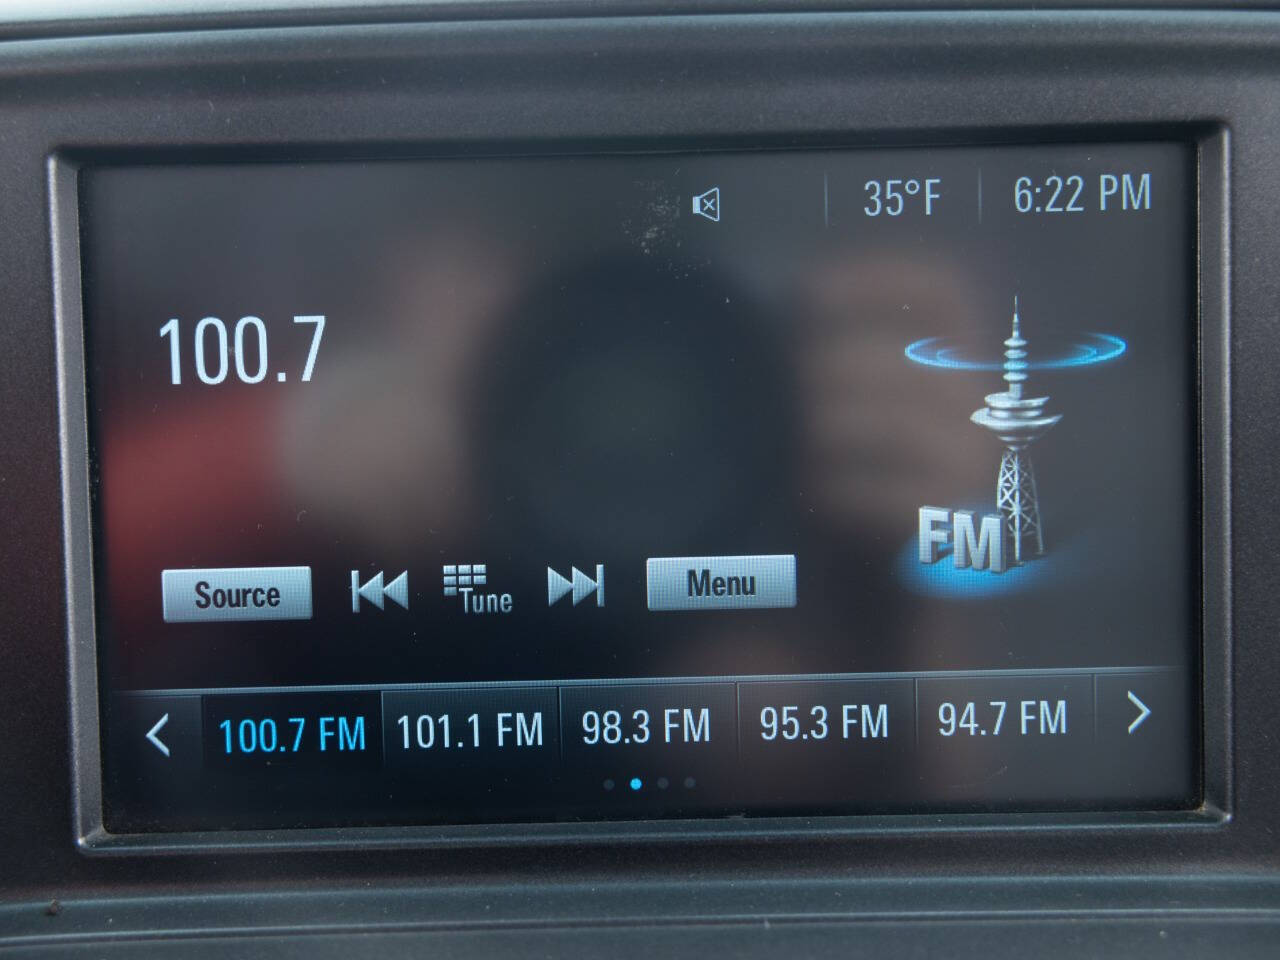 35°F 6:22 PM
100.7
FM
Source Tune Menu
100.7 FM 101.1 FM 98.3 FM 95.3 FM 94.7 FM